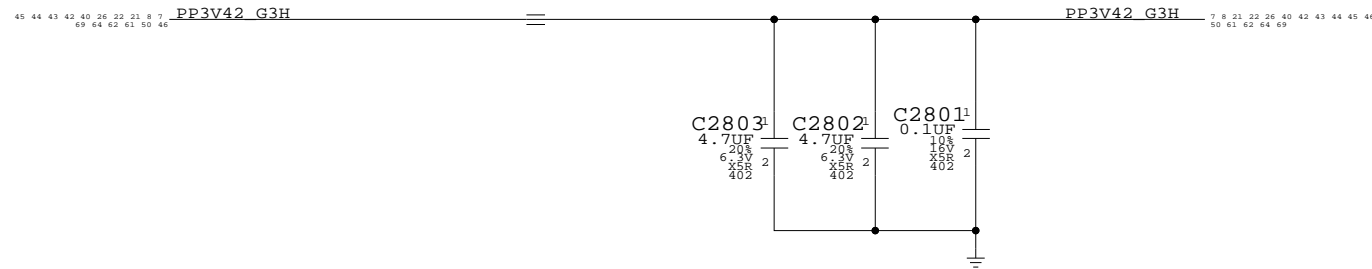 45 44 43 42 40 26 22 21 8 7
69 64 62 61 50 46
PP3V42_G3H
PP3V42_G3H
7 8 21 22 26 40 42 43 44 45 46
50 61 62 64 69
C2803 1
4.7UF
20%
6.3V
X5R
402
2
C2802 1
4.7UF
20%
6.3V
X5R
402
2
C2801 1
0.1UF
10%
16V
X5R
402
2